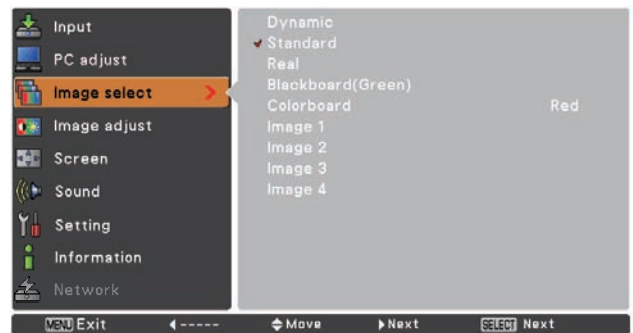 Input
PC adjust
Image select
Image adjust
Screen
Sound
Setting
Information
Network
Dynamic
Standard
Real
Blackboard(Green)
Colorboard Red
Image 1
Image 2
Image 3
Image 4
MENU Exit ----- Move Next SELECT Next